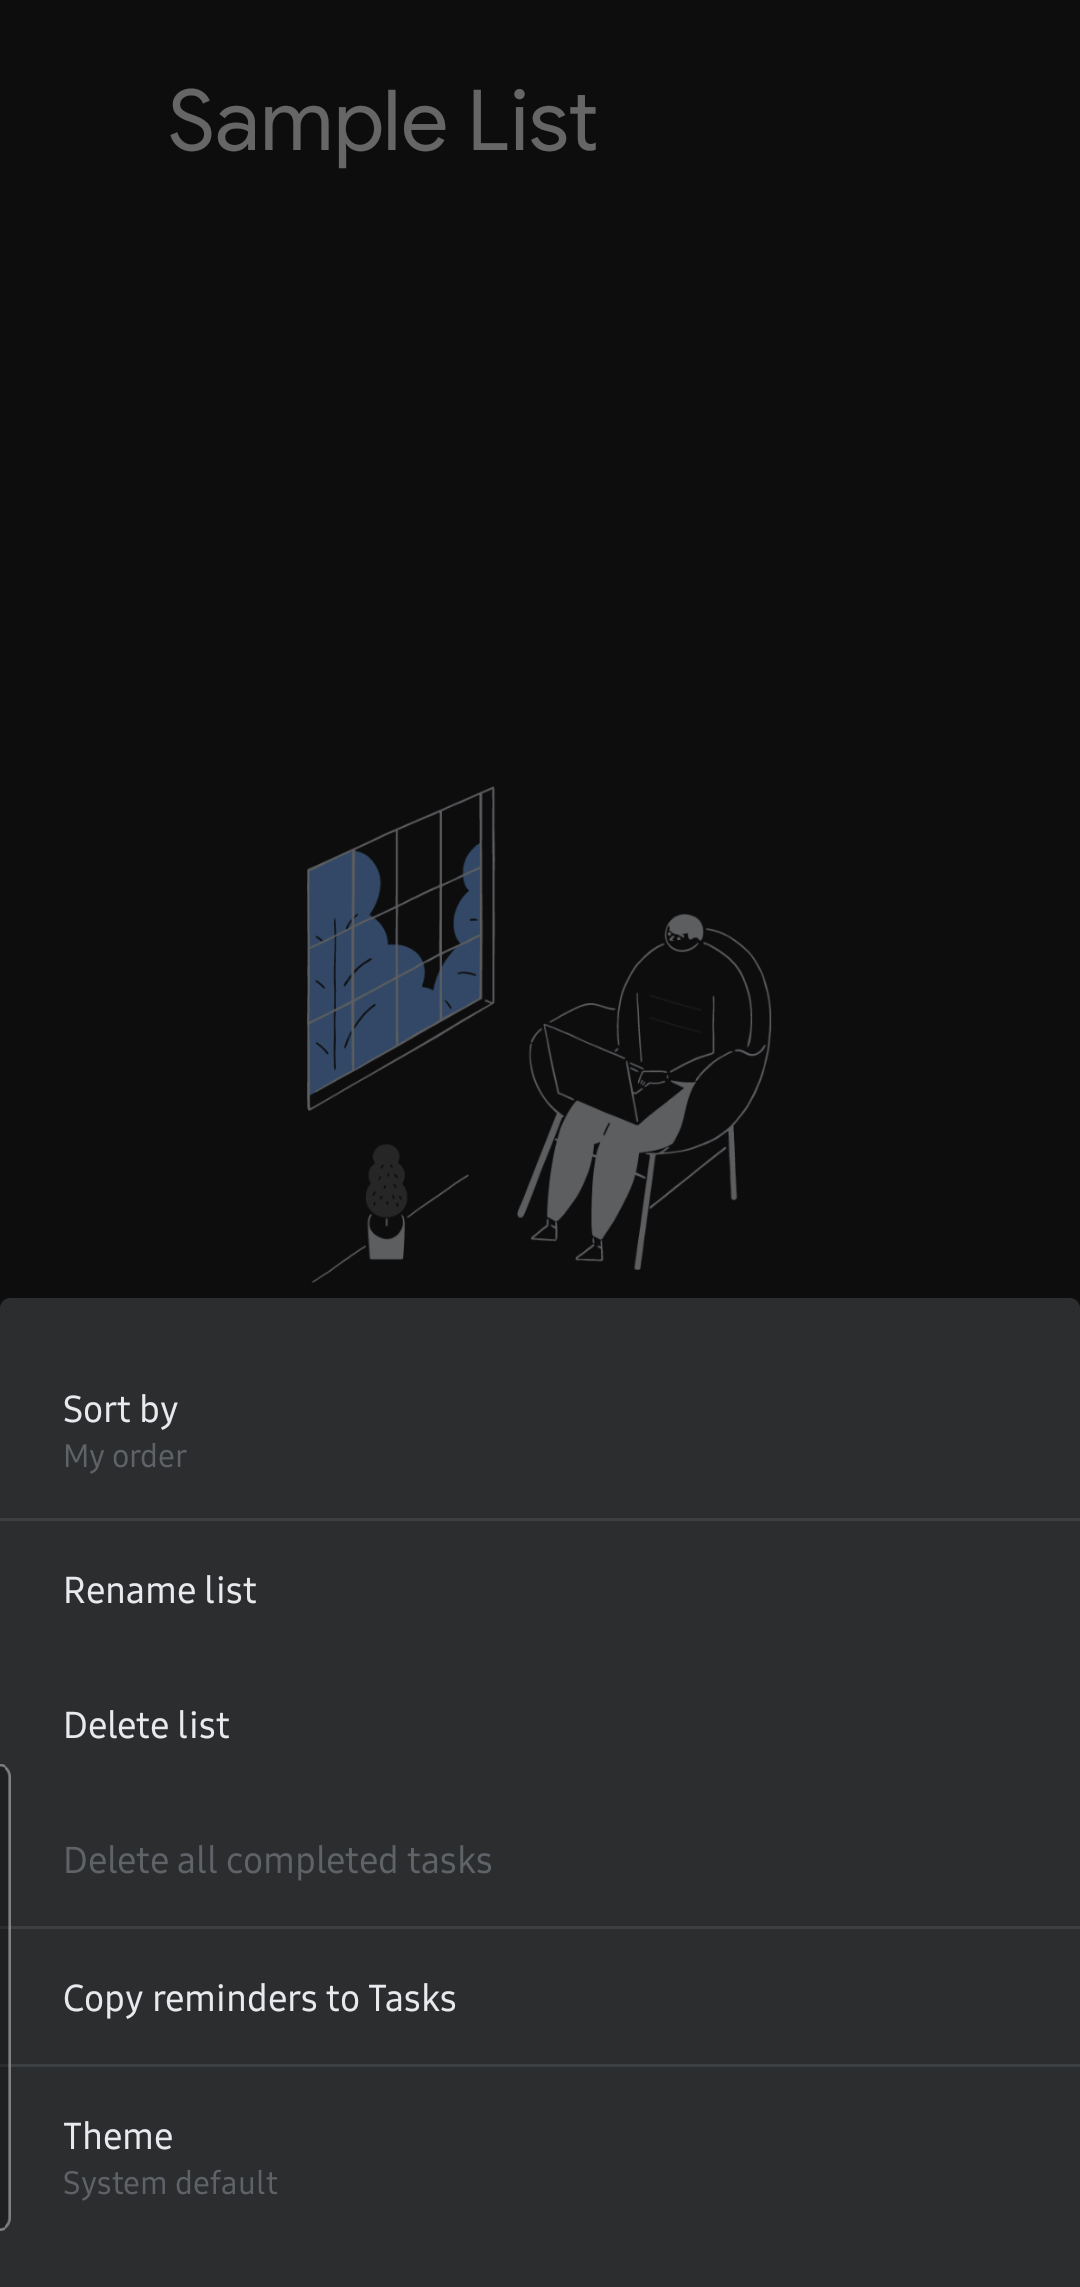 Sample List
Sort by
My order
Rename list
Delete list
Delete all completed tasks
Copy reminders to Tasks
Theme
System default